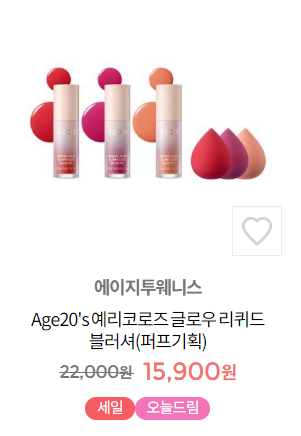 에이지투웨니스
Age20's 예리코로즈 글로우 리퀴드
블러셔(퍼프기획)
22,000원 15,900원
세일 오늘드림